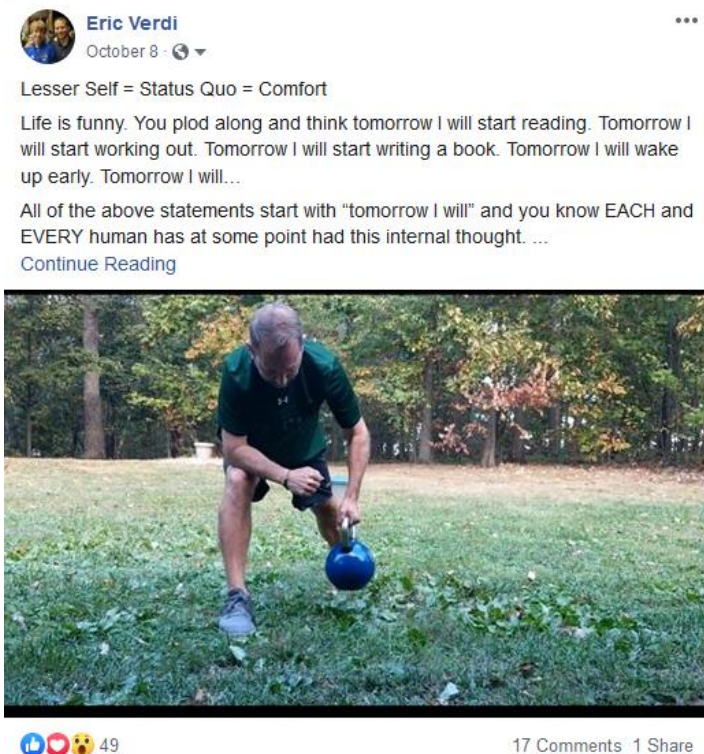 Eric Verdi
October 8
Lesser Self = Status Quo = Comfort
Life is funny. You plod along and think tomorrow I will start reading. Tomorrow I
will start working out. Tomorrow I will start writing a book. Tomorrow I will wake
up early. Tomorrow I will…
All of the above statements start with “tomorrow I will” and you know EACH and
EVERY human has at some point had this internal thought. ...
Continue Reading
49
17 Comments 1 Share